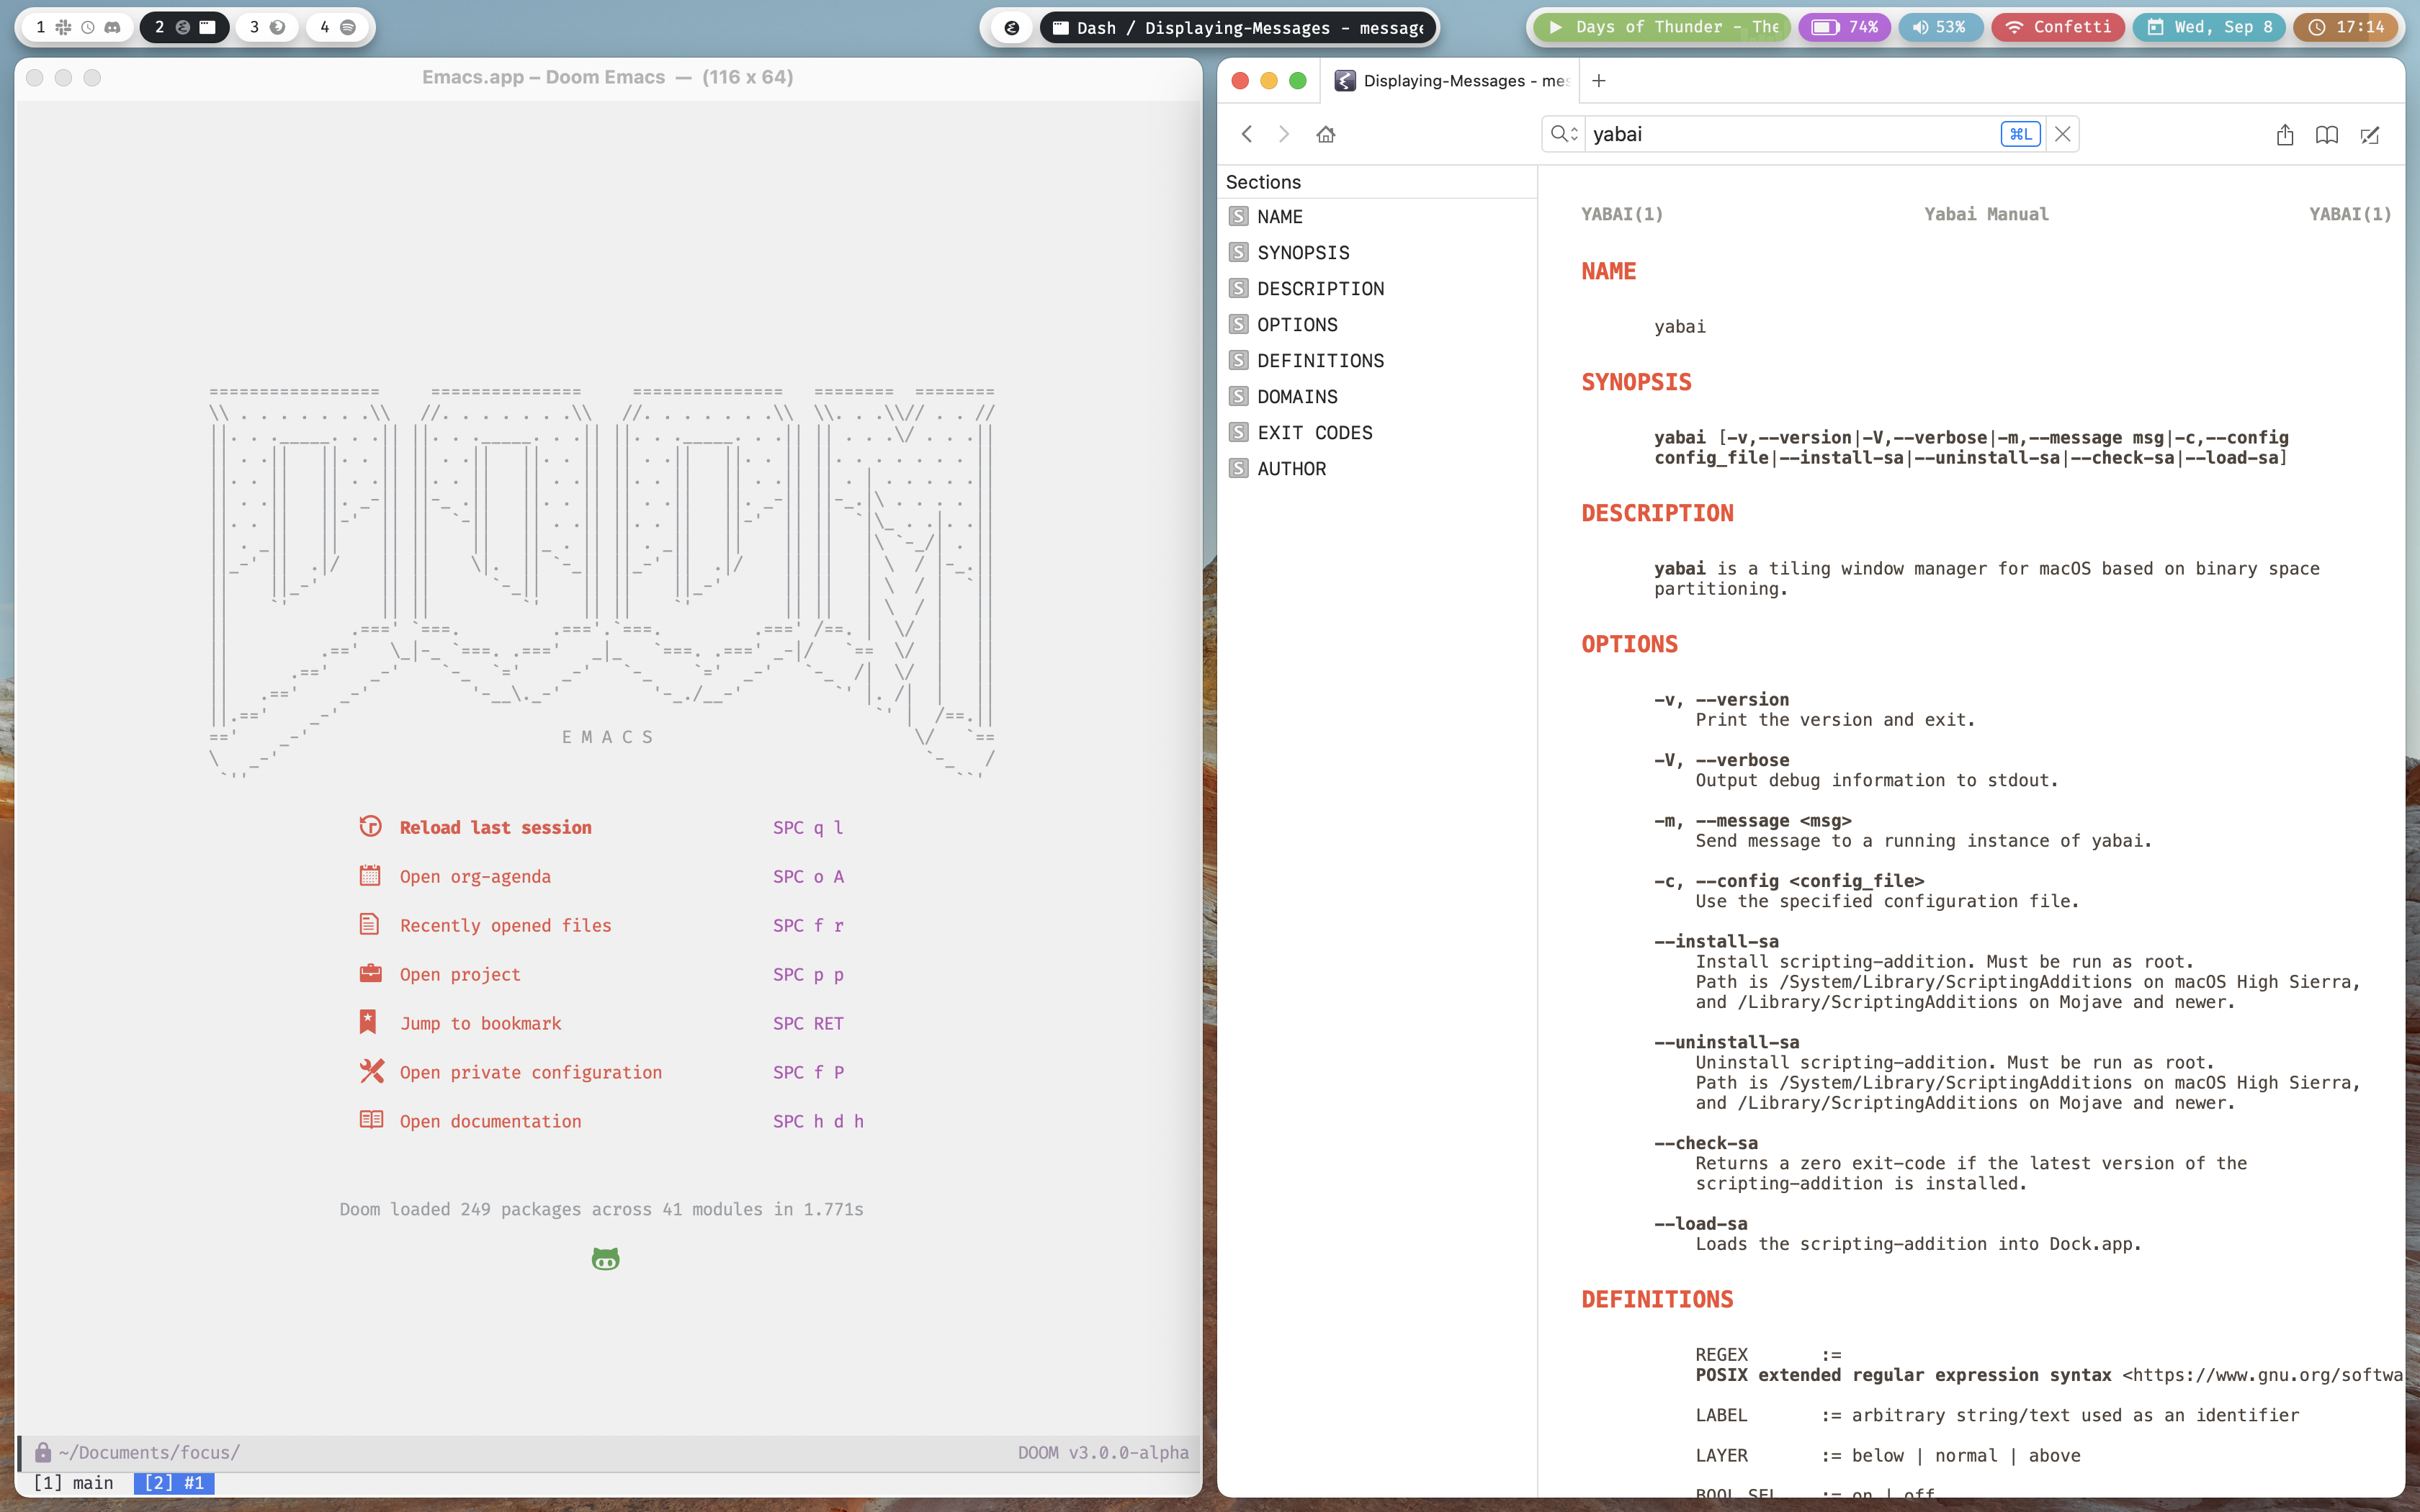 1
2
3
4
Dash / Displaying-Messages - message
Days of Thunder - The
74%
53%
Confetti
Wed, Sep 8
17:14
Emacs.app – Doom Emacs — (116 x 64)
E M A C S
Reload last session SPC q l
Open org-agenda SPC o A
Recently opened files SPC f r
Open project SPC p p
Jump to bookmark SPC RET
Open private configuration SPC f P
Open documentation SPC h d h
Doom loaded 249 packages across 41 modules in 1.771s
~/Documents/focus/ DOOM v3.0.0-alpha
[1] main [2] #1
Displaying-Messages - mes
yabai ⌘L
Sections
S NAME
S SYNOPSIS
S DESCRIPTION
S OPTIONS
S DEFINITIONS
S DOMAINS
S EXIT CODES
S AUTHOR
YABAI(1) Yabai Manual YABAI(1)
NAME
yabai
SYNOPSIS
yabai [-v,--version|-V,--verbose|-m,--message msg|-c,--config
config_file|--install-sa|--uninstall-sa|--check-sa|--load-sa]
DESCRIPTION
yabai is a tiling window manager for macOS based on binary space
partitioning.
OPTIONS
-v, --version
Print the version and exit.
-V, --verbose
Output debug information to stdout.
-m, --message <msg>
Send message to a running instance of yabai.
-c, --config <config_file>
Use the specified configuration file.
--install-sa
Install scripting-addition. Must be run as root.
Path is /System/Library/ScriptingAdditions on macOS High Sierra,
and /Library/ScriptingAdditions on Mojave and newer.
--uninstall-sa
Uninstall scripting-addition. Must be run as root.
Path is /System/Library/ScriptingAdditions on macOS High Sierra,
and /Library/ScriptingAdditions on Mojave and newer.
--check-sa
Returns a zero exit-code if the latest version of the
scripting-addition is installed.
--load-sa
Loads the scripting-addition into Dock.app.
DEFINITIONS
REGEX :=
POSIX extended regular expression syntax <https://www.gnu.org/softwa
LABEL := arbitrary string/text used as an identifier
LAYER := below | normal | above
BOOL_SEL := on | off